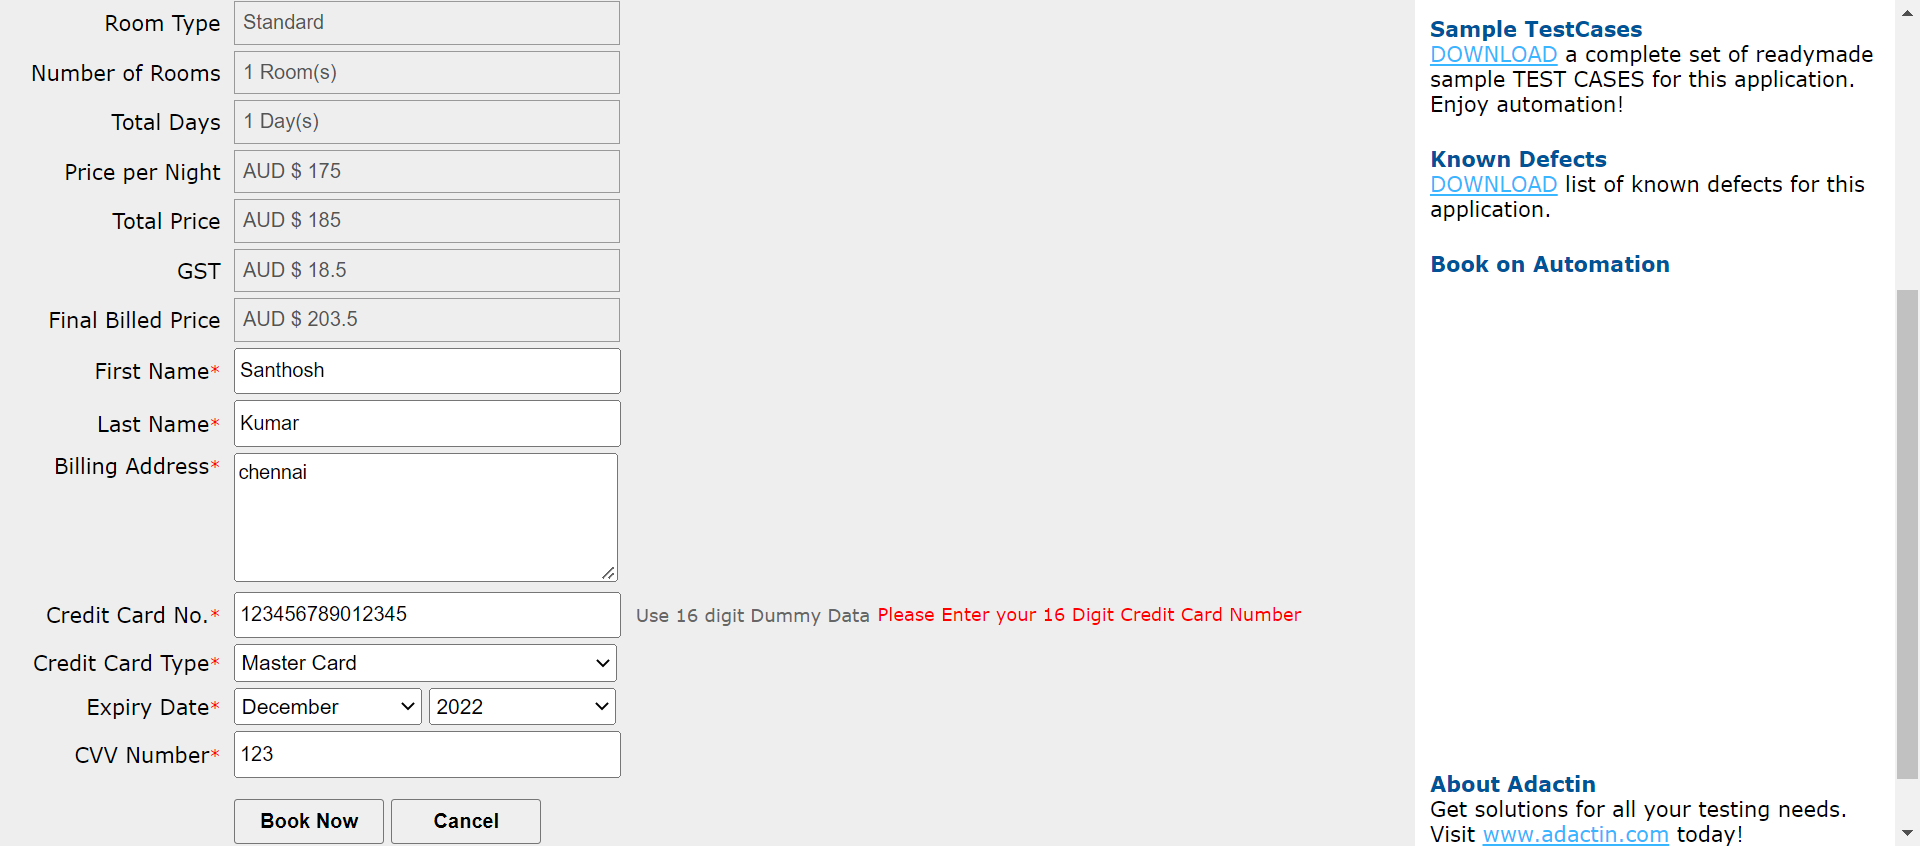 Room Type Standard
Number of Rooms 1 Room(s)
Total Days 1 Day(s)
Price per Night AUD $ 175
Total Price AUD $ 185
GST AUD $ 18.5
Final Billed Price AUD $ 203.5
First Name* Santhosh
Last Name* Kumar
Billing Address* chennai
Credit Card No.* 123456789012345 Use 16 digit Dummy Data Please Enter your 16 Digit Credit Card Number
Credit Card Type* Master Card
Expiry Date* December 2022
CVV Number* 123
Book Now Cancel
Sample TestCases
DOWNLOAD a complete set of readymade
sample TEST CASES for this application.
Enjoy automation!
Known Defects
DOWNLOAD list of known defects for this
application.
Book on Automation
About Adactin
Get solutions for all your testing needs.
Visit www.adactin.com today!